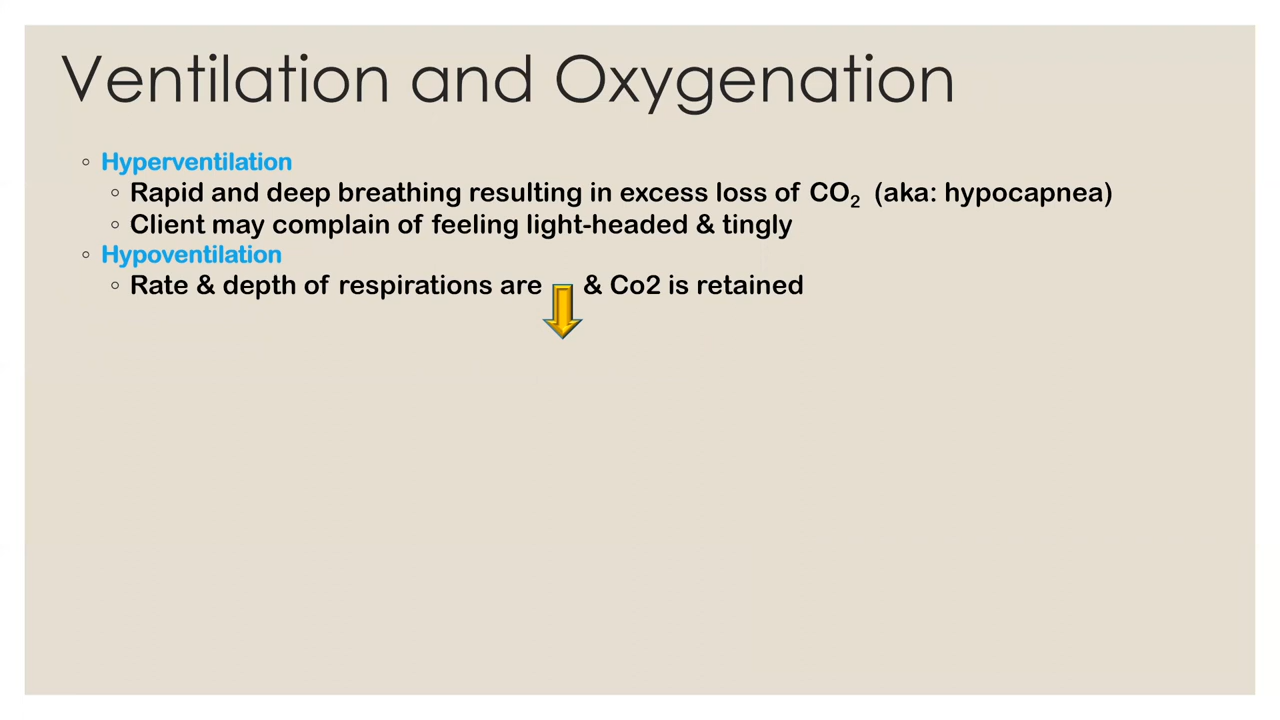 Ventilation and Oxygenation
◦ Hyperventilation
◦ Rapid and deep breathing resulting in excess loss of CO₂ (aka: hypocapnea)
◦ Client may complain of feeling light-headed & tingly
◦ Hypoventilation
◦ Rate & depth of respirations are & Co2 is retained